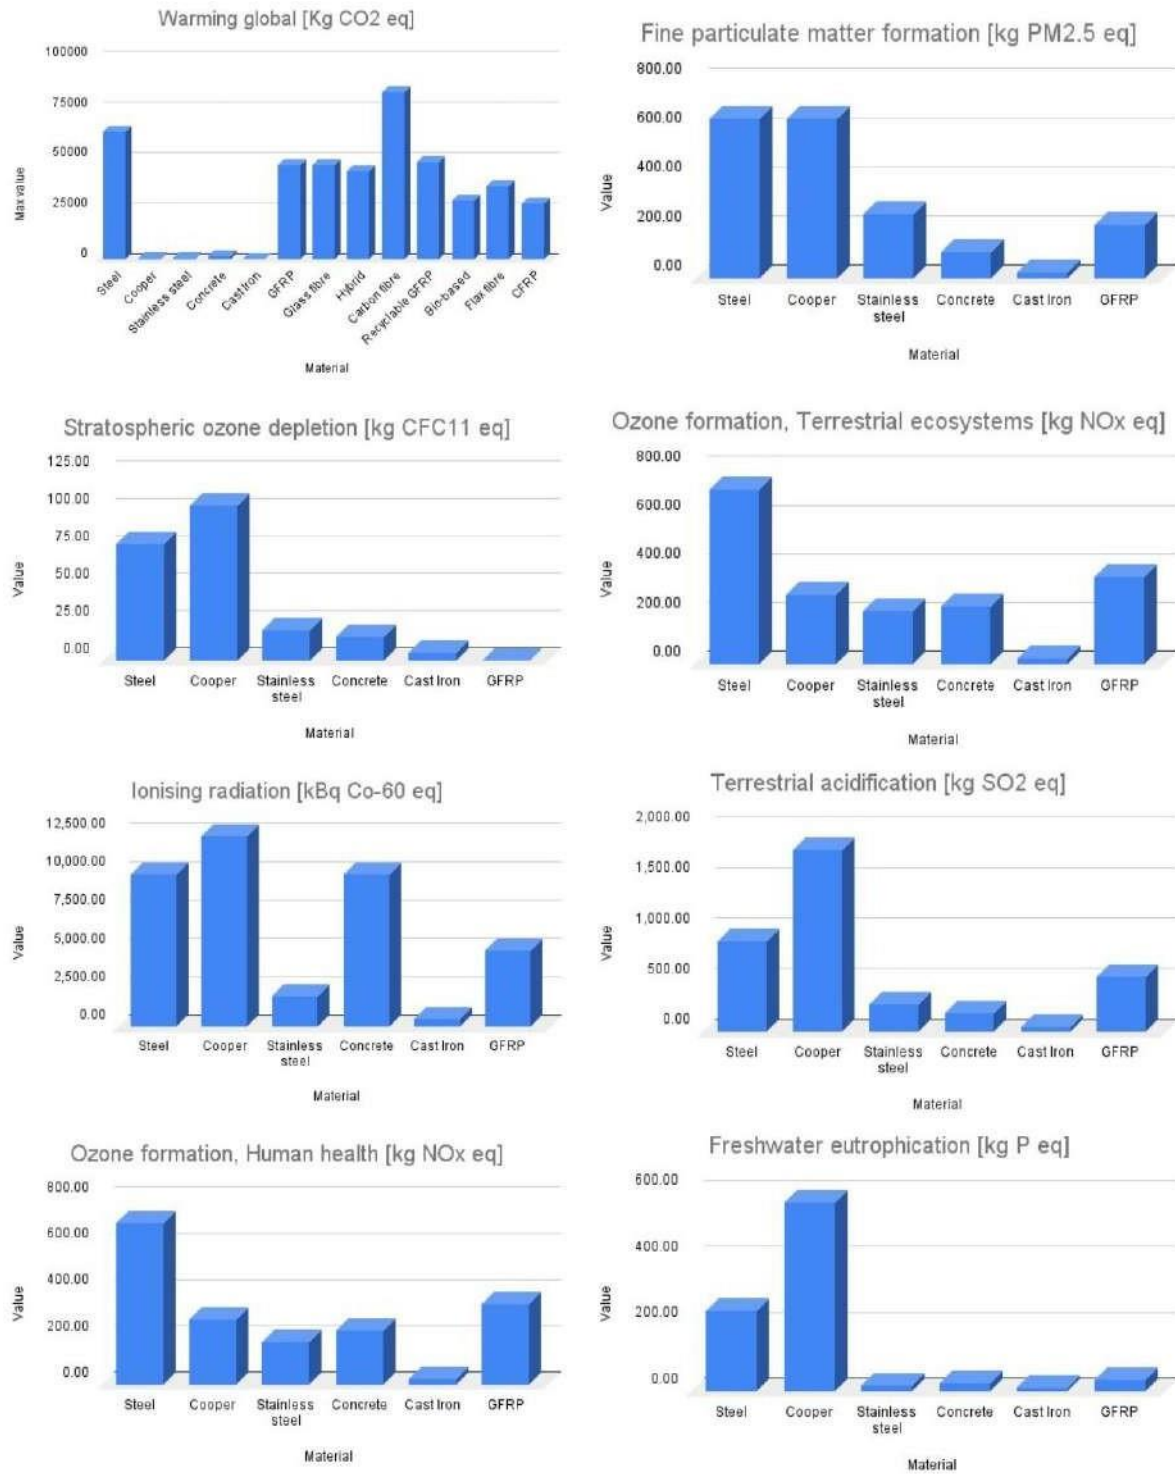 Warming global [Kg CO2 eq]
100000
75000
50000
25000
0
Max value
Steel
Cooper
Stainless steel
Concrete
Cast Iron
GFRP
Glass fibre
Hybrid
Carbon fibre
Recyclable GFRP
Bio-based
Flax fibre
CFRP
Material
Fine particulate matter formation [kg PM2.5 eq]
800.00
600.00
400.00
200.00
0.00
Value
Steel
Cooper
Stainless
steel
Concrete
Cast Iron
GFRP
Material
Stratospheric ozone depletion [kg CFC11 eq]
125.00
100.00
75.00
50.00
25.00
0.00
Value
Steel
Cooper
Stainless
steel
Concrete
Cast Iron
GFRP
Material
Ozone formation, Terrestrial ecosystems [kg NOx eq]
800.00
600.00
400.00
200.00
0.00
Value
Steel
Cooper
Stainless
steel
Concrete
Cast Iron
GFRP
Material
Ionising radiation [kBq Co-60 eq]
12,500.00
10,000.00
7,500.00
5,000.00
2,500.00
0.00
Value
Steel
Cooper
Stainless
steel
Concrete
Cast Iron
GFRP
Material
Terrestrial acidification [kg SO2 eq]
2,000.00
1,500.00
1,000.00
500.00
0.00
Value
Steel
Cooper
Stainless
steel
Concrete
Cast Iron
GFRP
Material
Ozone formation, Human health [kg NOx eq]
800.00
600.00
400.00
200.00
0.00
Value
Steel
Cooper
Stainless
steel
Concrete
Cast Iron
GFRP
Material
Freshwater eutrophication [kg P eq]
600.00
400.00
200.00
0.00
Value
Steel
Cooper
Stainless
steel
Concrete
Cast Iron
GFRP
Material